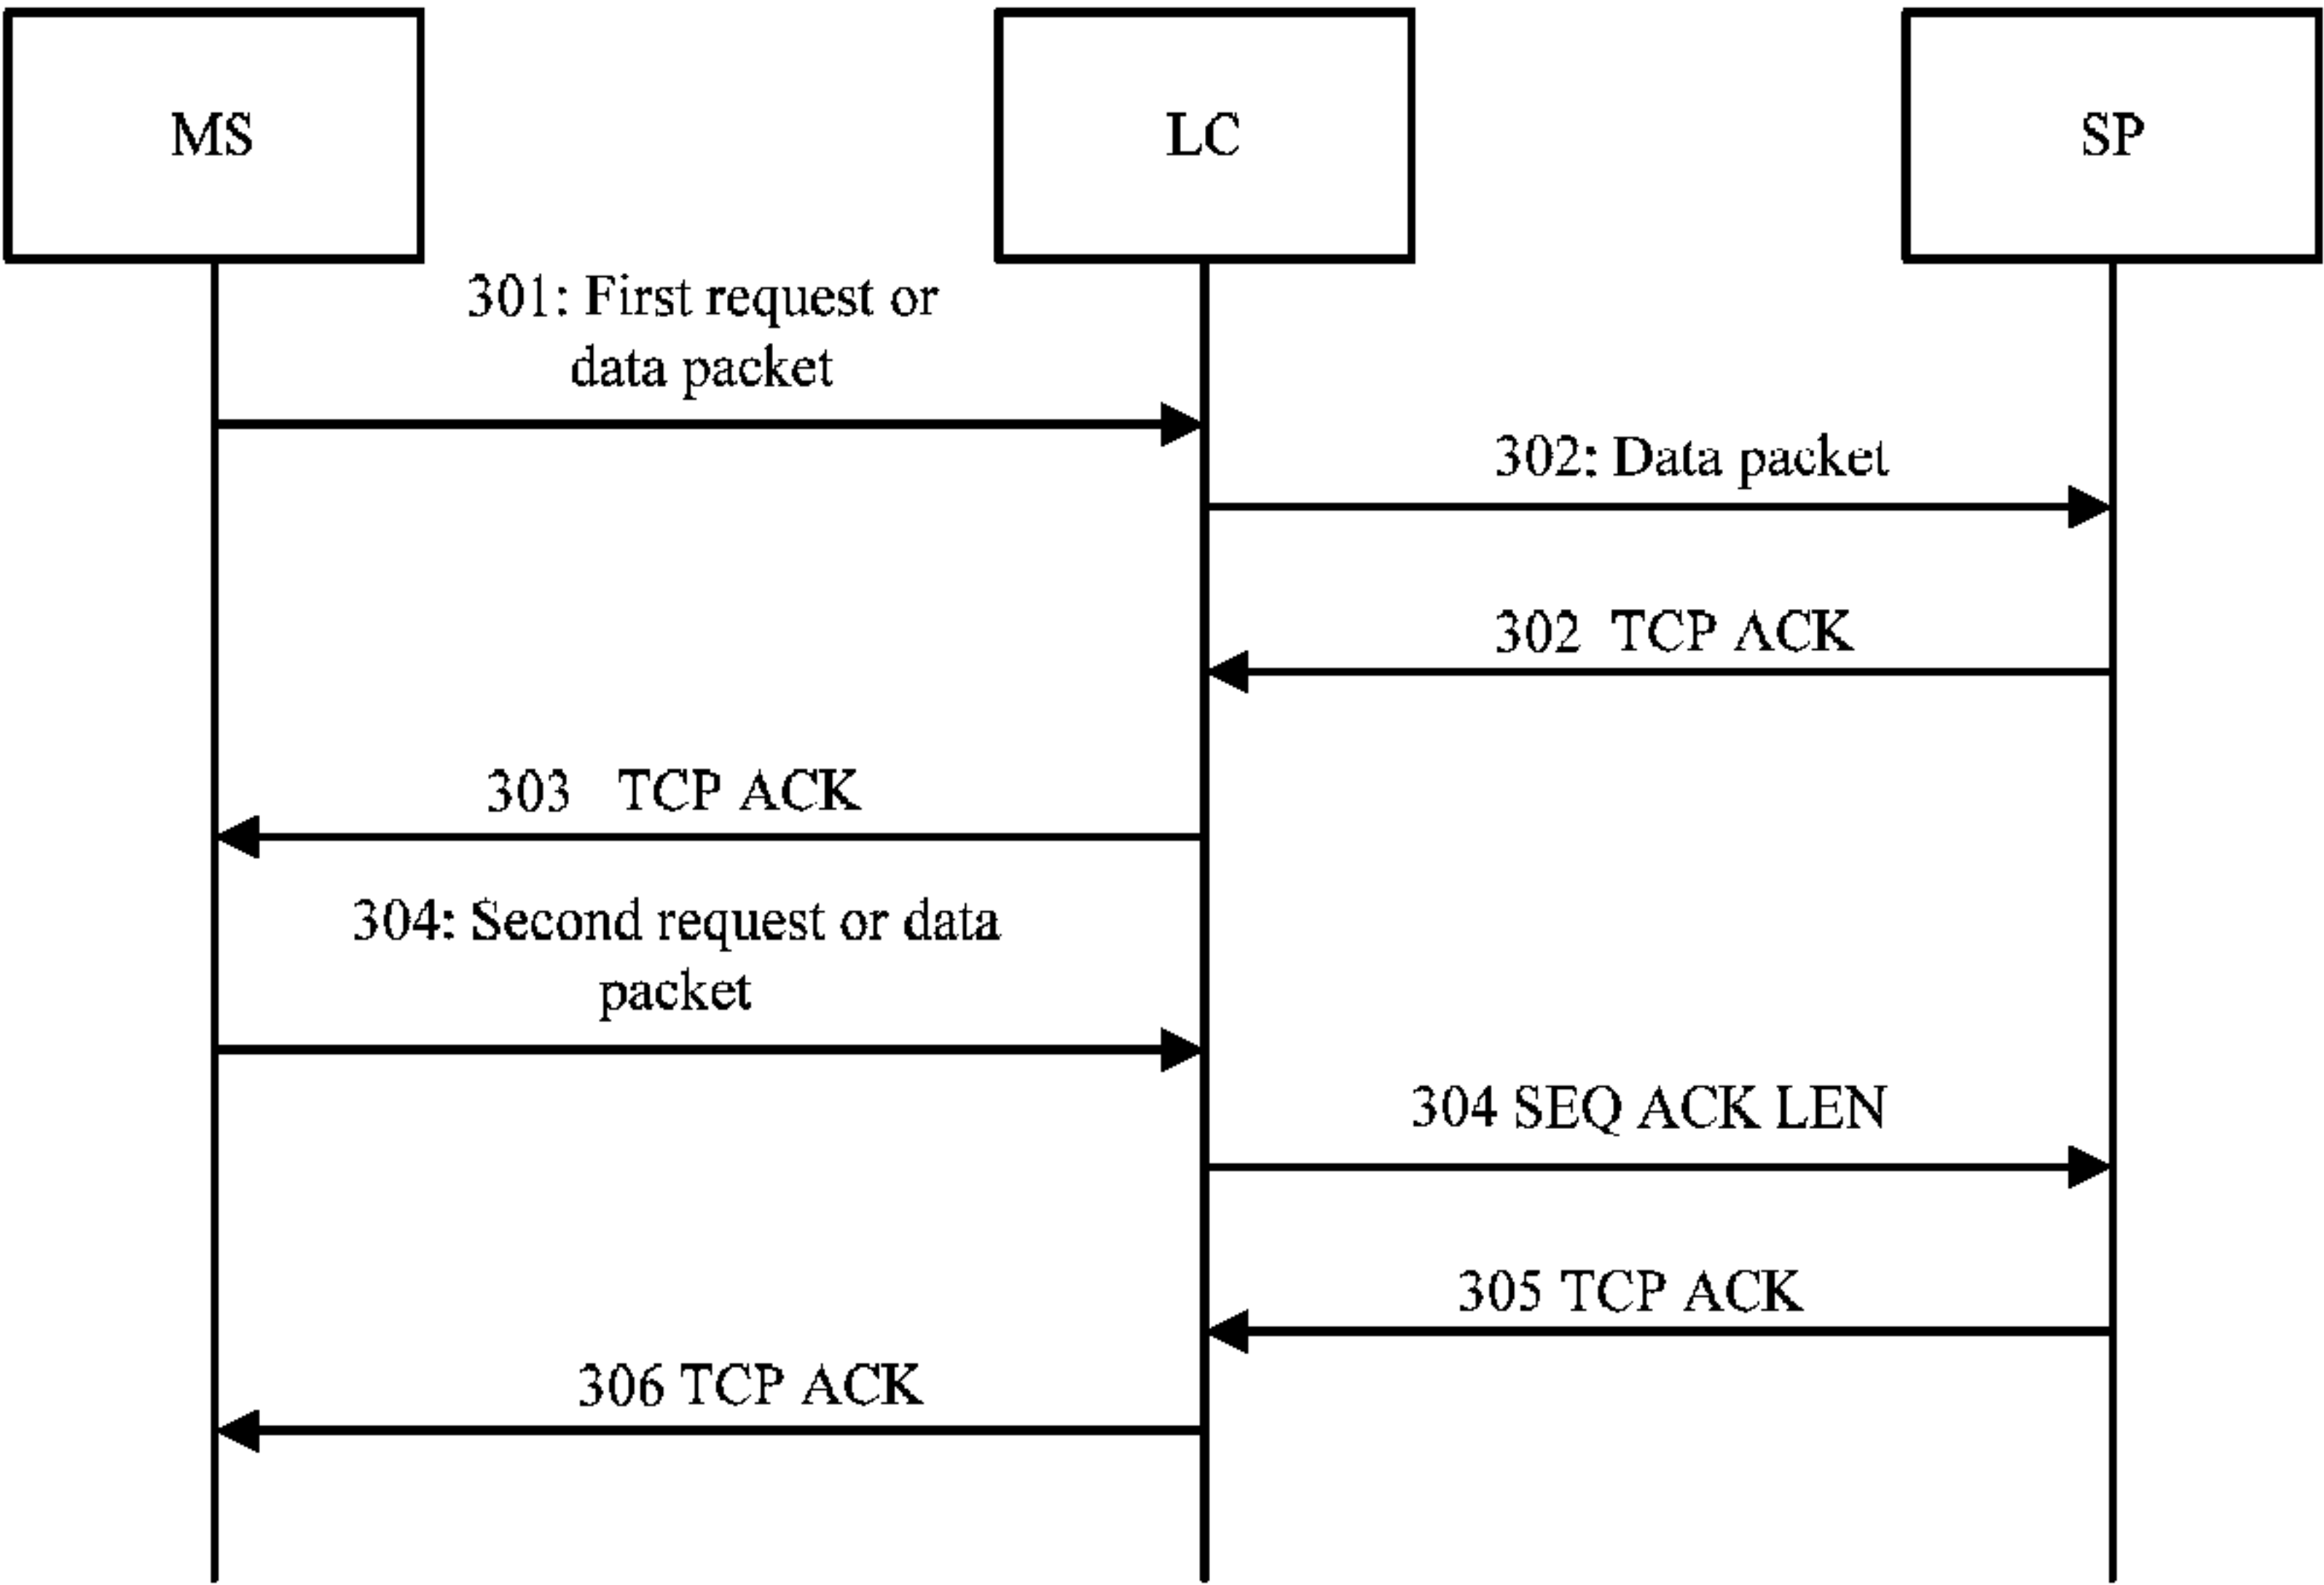 MS
LC
SP
301: First request or
data packet
302: Data packet
302 TCP ACK
303 TCP ACK
304: Second request or data
packet
304 SEQ ACK LEN
305 TCP ACK
306 TCP ACK